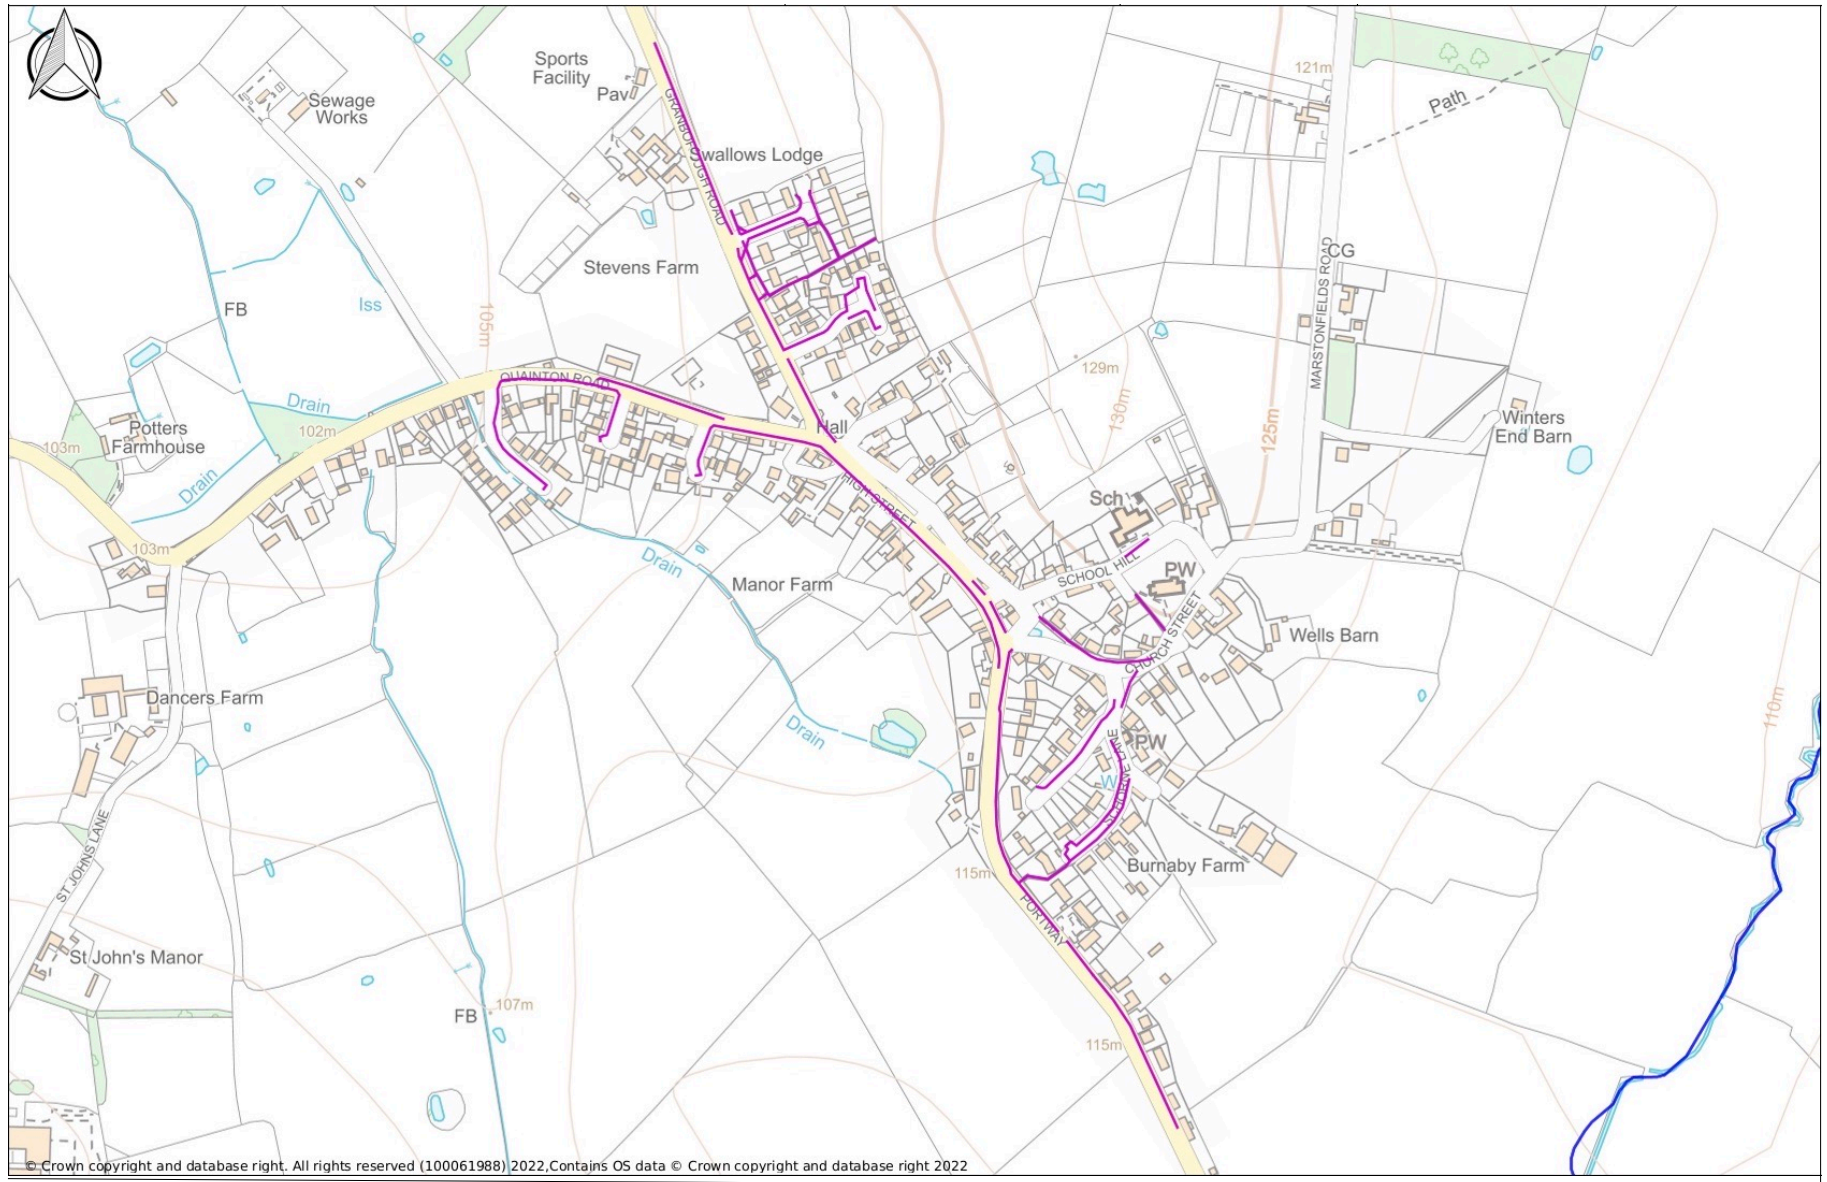 Sports
Facility
Pav
121m
Sewage
Works
Path
GRANBOROUGH ROAD
Swallows Lodge
MARSTONFIELDS ROAD
CG
Stevens Farm
FB
Iss
105m
129m
QUAINTON ROAD
130m
125m
Drain
102m
Hall
Winters
End Barn
Potters
Farmhouse
103m
Drain
HIGH STREET
Sch
103m
Drain
SCHOOL HILL
PW
Manor Farm
CHURCH STREET
Wells Barn
Dancers Farm
110m
Drain
PW
SCHORNE LANE
W
ST JOHNS LANE
115m
Burnaby Farm
PORTWAY
St John's Manor
107m
FB
115m
© Crown copyright and database right. All rights reserved (100061988) 2022,Contains OS data © Crown copyright and database right 2022